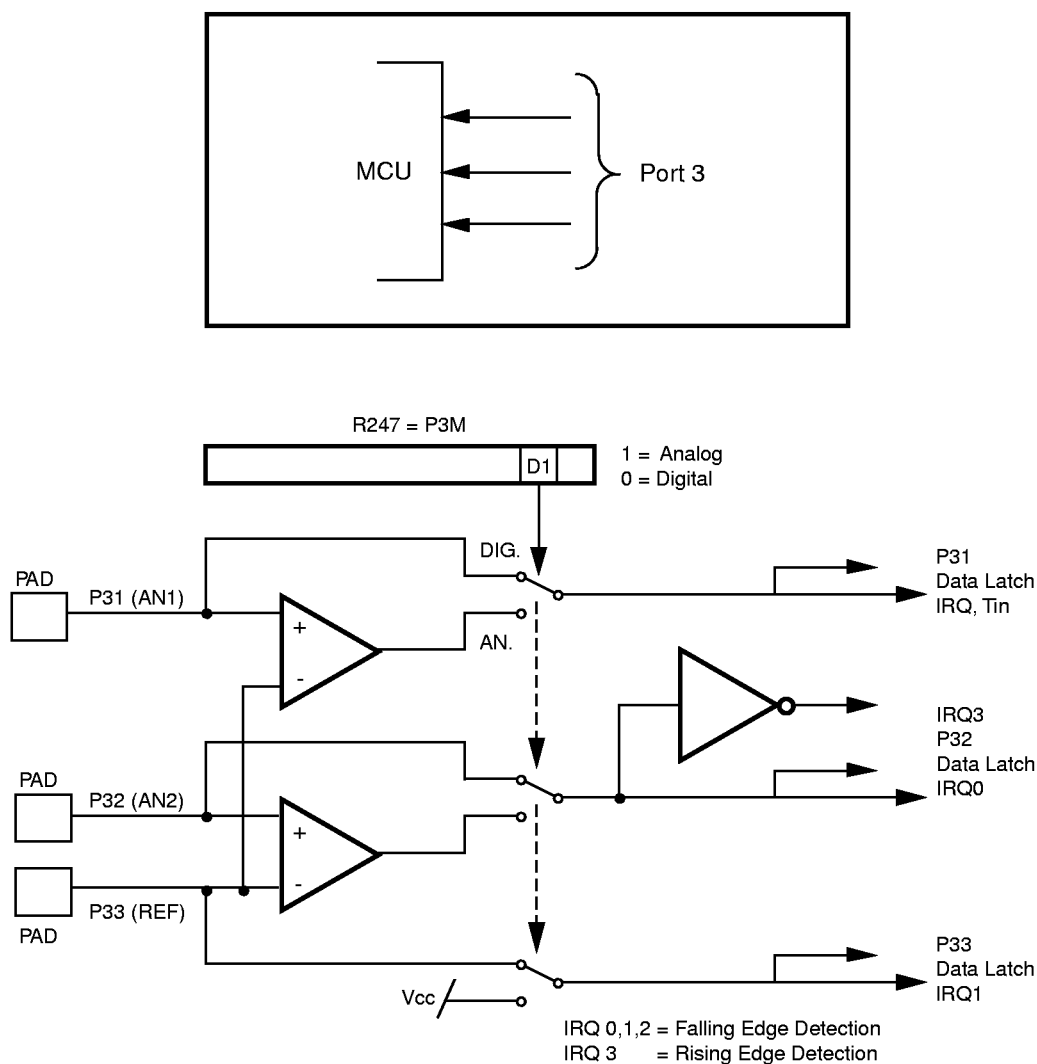 MCU
Port 3
R247 = P3M
D1
1 = Analog
0 = Digital
DIG.
PAD
P31 (AN1)
+
-
AN.
P31
Data Latch
IRQ, Tin
IRQ3
P32
Data Latch
IRQ0
PAD
P32 (AN2)
+
-
P33 (REF)
PAD
Vcc
P33
Data Latch
IRQ1
IRQ 0,1,2 = Falling Edge Detection
IRQ 3 = Rising Edge Detection